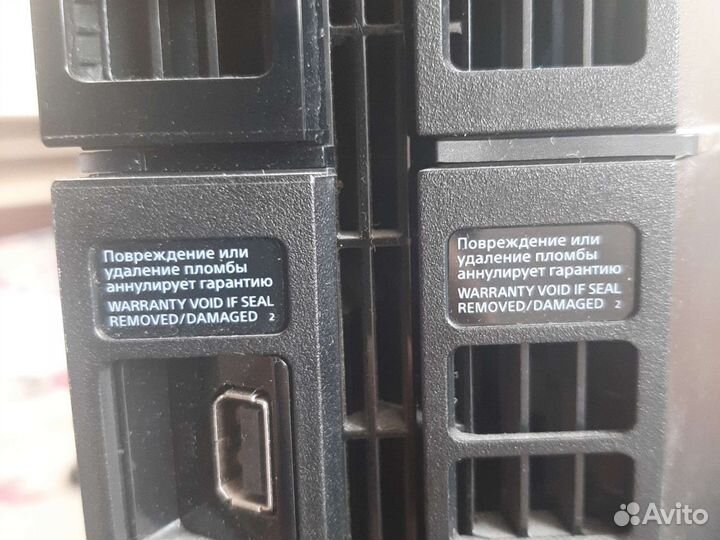 Повреждение или
удаление пломбы
аннулирует гарантию
WARRANTY VOID IF SEAL
REMOVED/DAMAGED 2
Повреждение или
удаление пломбы
аннулирует гарантию
WARRANTY VOID IF SEAL
REMOVED/DAMAGED 2
Avito